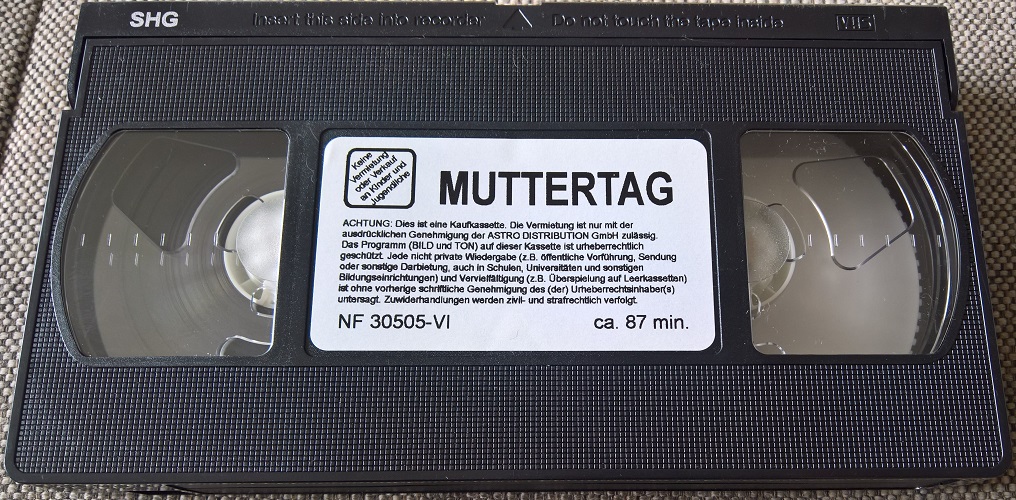 SHG
Insert this side into recorder
Do not touch the tape inside
VHS
Keine
Vermietung
oder Verkauf
an Kinder und
Jugendliche
MUTTERTAG
ACHTUNG: Dies ist eine Kaufkassette. Die Vermietung ist nur mit der
ausdrücklichen Genehmigung der ASTRO DISTRIBUTION GmbH zulässig.
Das Programm (BILD und TON) auf dieser Kassette ist urheberrechtlich
geschützt. Jede nicht private Wiedergabe (z.B. öffentliche Vorführung, Sendung
oder sonstige Darbietung, auch in Schulen, Universitäten und sonstigen
Bildungseinrichtungen) und Vervielfältigung (z.B. Überspielung auf Leerkassetten)
ist ohne vorherige schriftliche Genehmigung des (der) Urheberrechtsinhaber(s)
untersagt. Zuwiderhandlungen werden zivil- und strafrechtlich verfolgt.
NF 30505-VI
ca. 87 min.